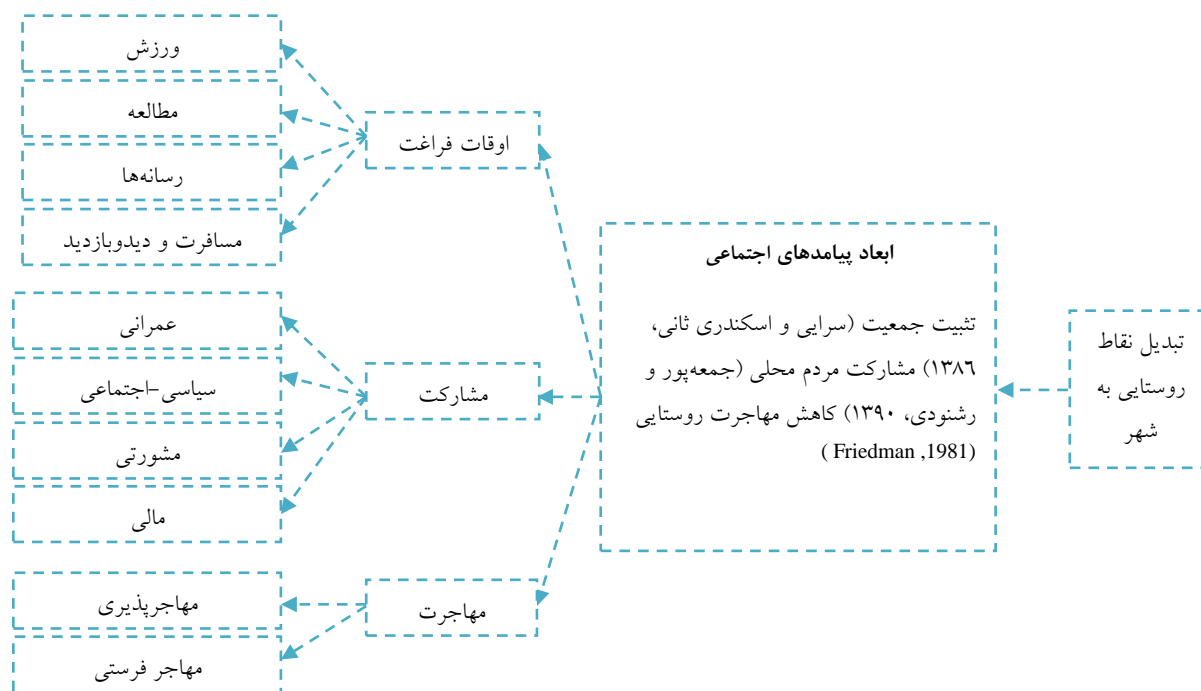 تبدیل نقاط
روستایی به
شهر
ابعاد پیامدهای اجتماعی
تثبیت جمعیت (سرایی و اسکندری ثانی،
۱۳۸۶) مشارکت مردم محلی (جمعه‌پور و
رشنودی، ۱۳۹۰) کاهش مهاجرت روستایی
( Friedman ,1981)
اوقات فراغت
ورزش
مطالعه
رسانه‌ها
مسافرت و دیدوبازدید
مشارکت
عمرانی
سیاسی-اجتماعی
مشورتی
مالی
مهاجرت
مهاجرپذیری
مهاجر فرستی